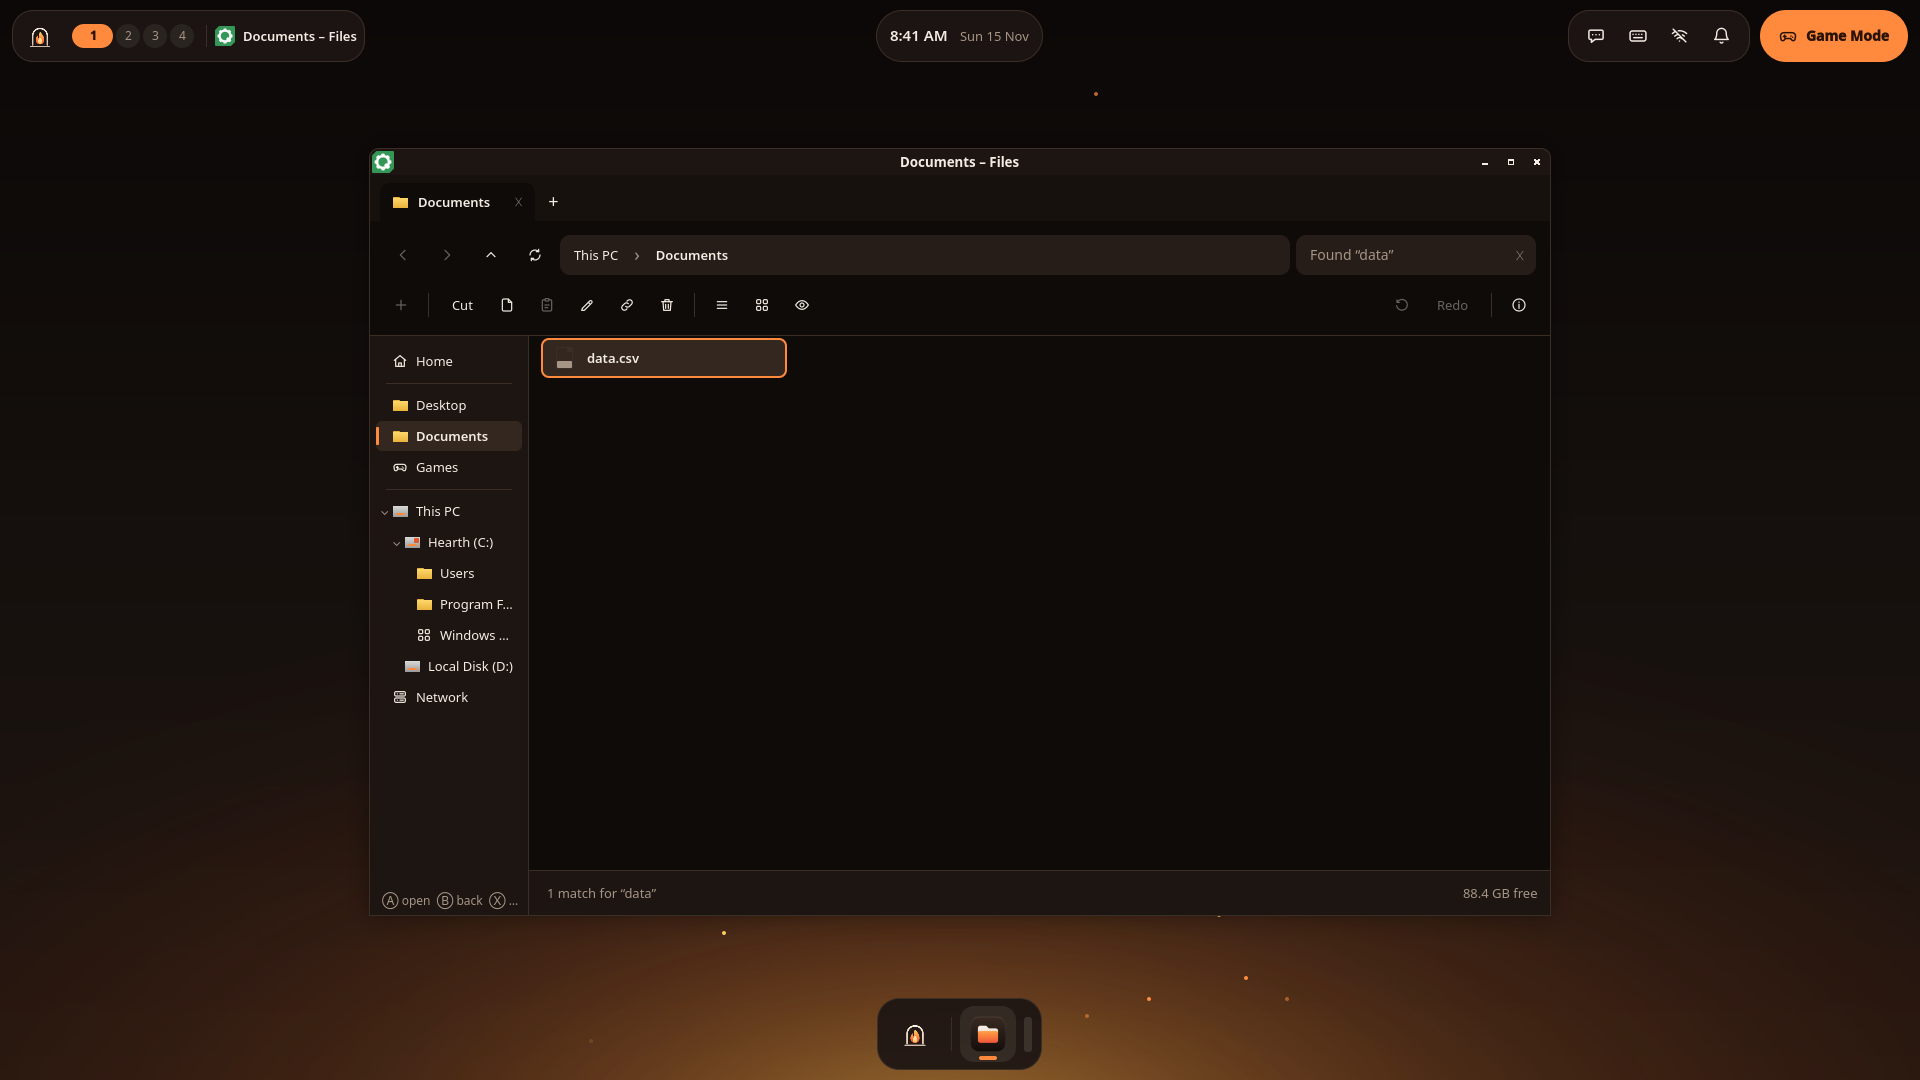 1 2 3 4 Documents – Files
8:41 AM Sun 15 Nov
Game Mode
Documents – Files
Documents X +
This PC › Documents
Found “data” X
Cut
Redo
Home
Desktop
Documents
Games
This PC
Hearth (C:)
Users
Program F...
Windows ...
Local Disk (D:)
Network
A open B back X ...
data.csv
1 match for “data”
88.4 GB free